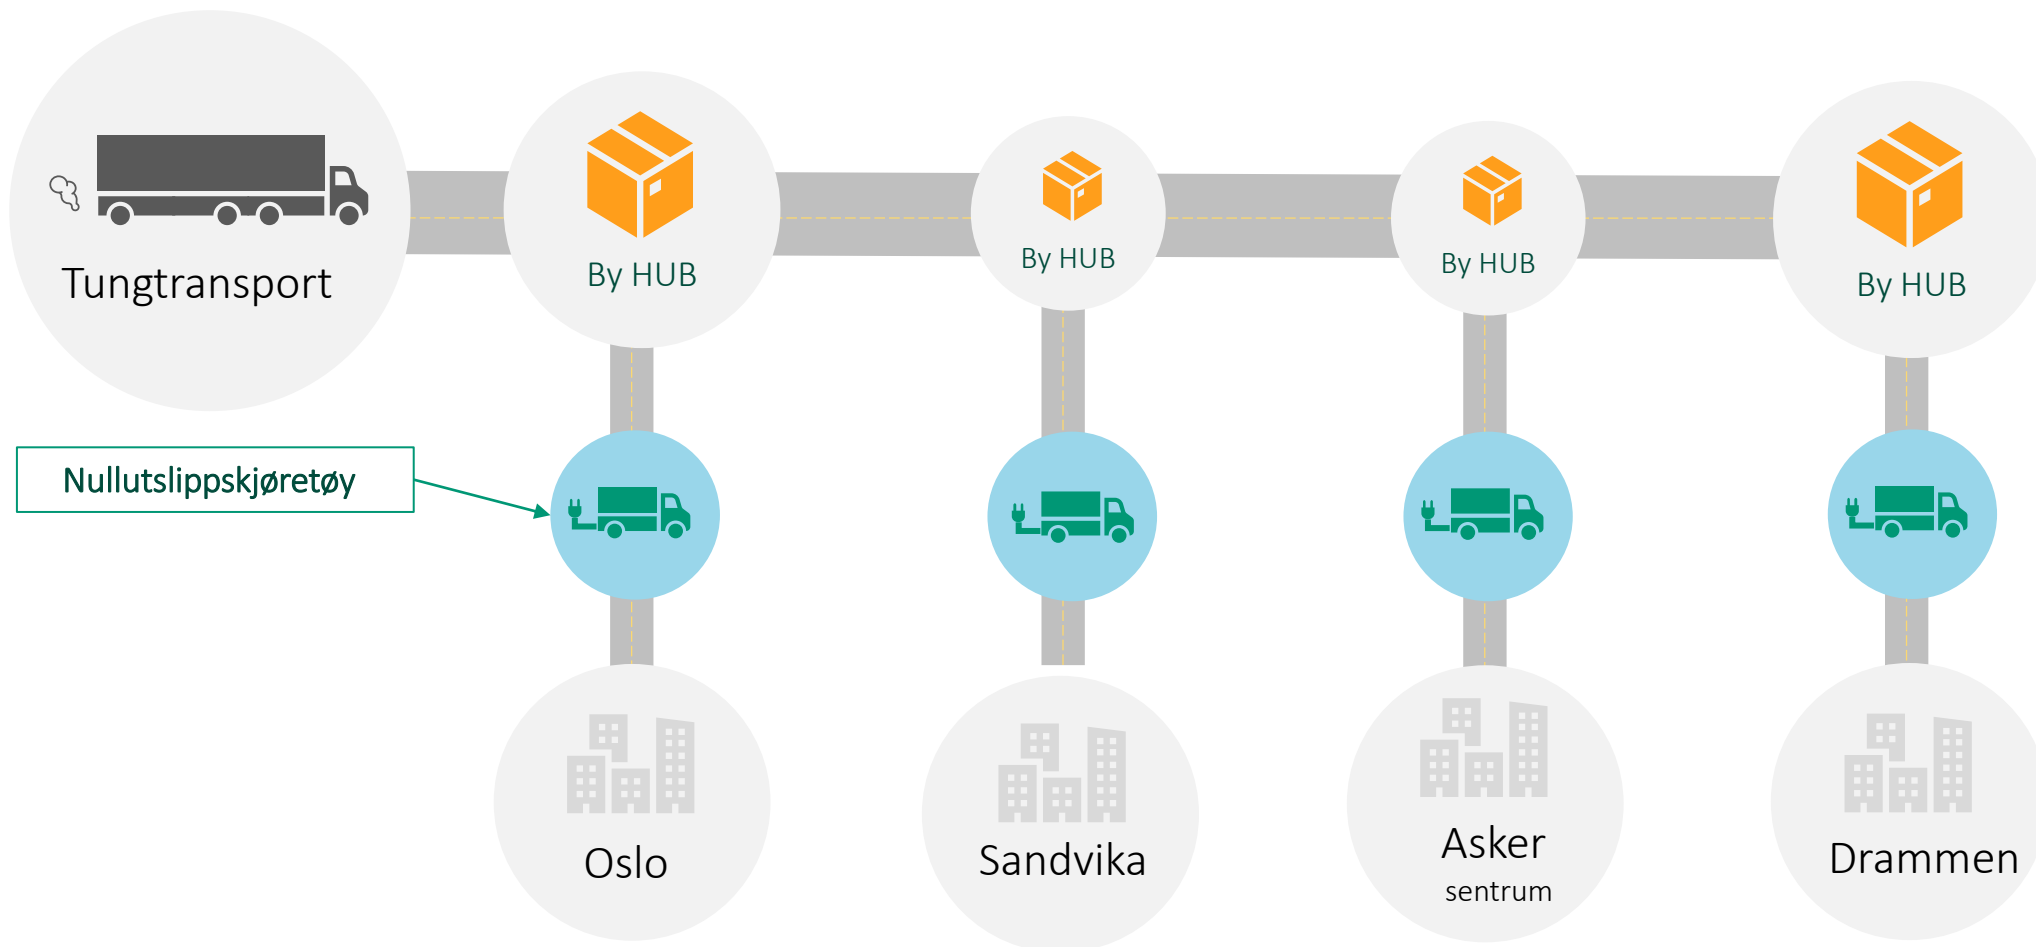 Tungtransport
By HUB
By HUB
By HUB
By HUB
Nullutslippskjøretøy
Oslo
Sandvika
Asker
sentrum
Drammen